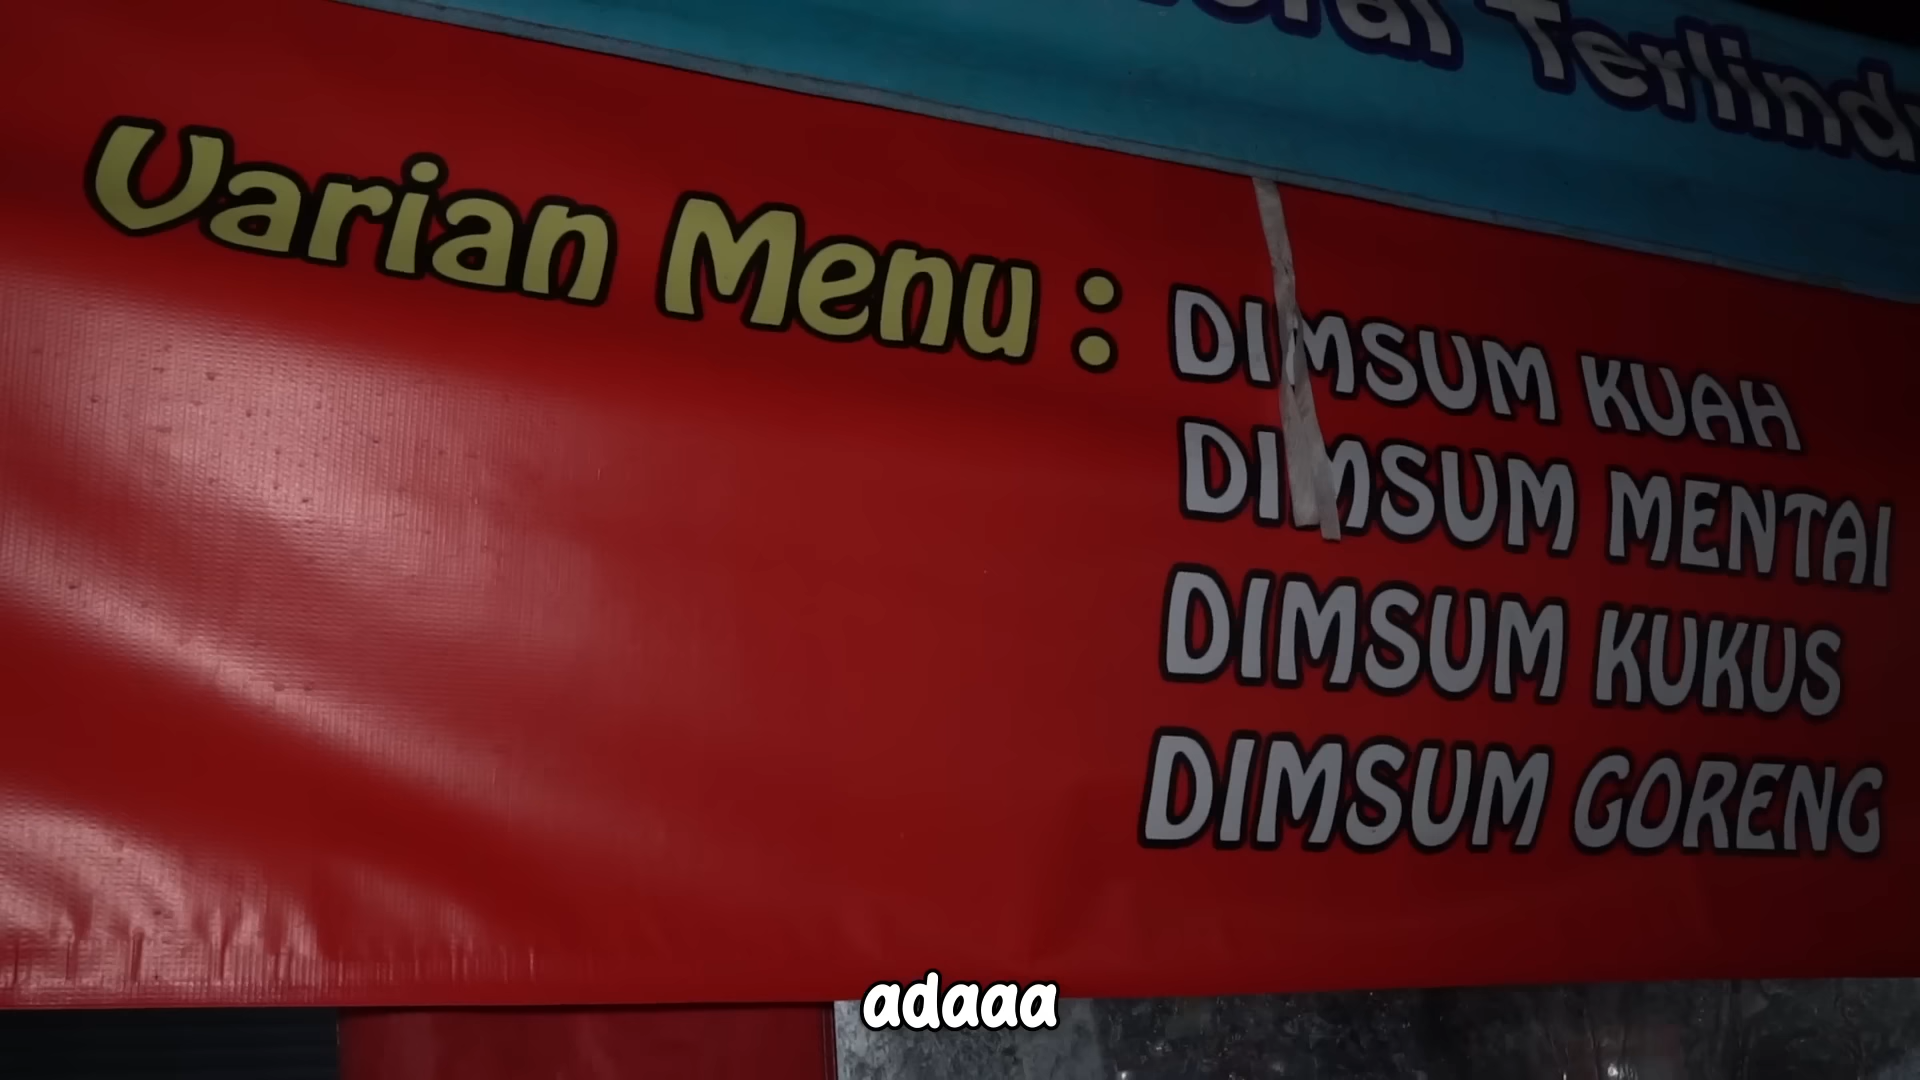 Varian Menu :
DIMSUM KUAH
DIMSUM MENTAI
DIMSUM KUKUS
DIMSUM GORENG
adaaa